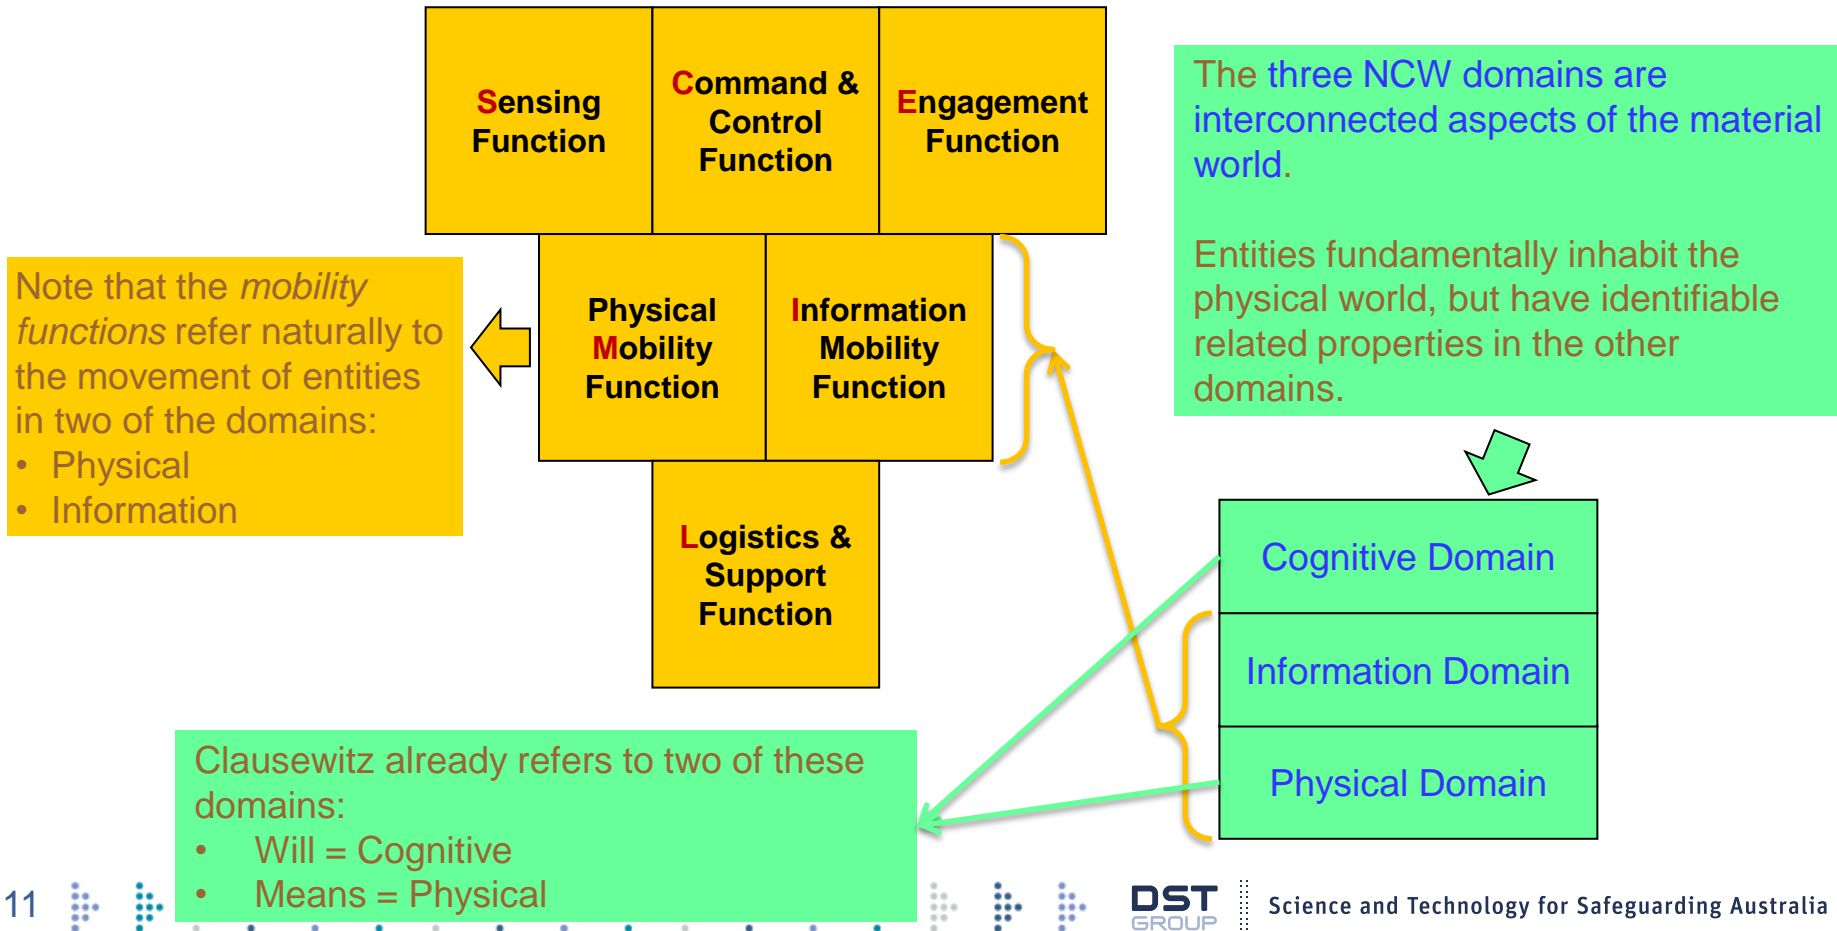 Sensing
Function
Command &
Control
Function
Engagement
Function
The three NCW domains are
interconnected aspects of the material
world.
Entities fundamentally inhabit the
physical world, but have identifiable
related properties in the other
domains.
Note that the mobility
functions refer naturally to
the movement of entities
in two of the domains:
• Physical
• Information
Physical
Mobility
Function
Information
Mobility
Function
Logistics &
Support
Function
Cognitive Domain
Information Domain
Physical Domain
Clausewitz already refers to two of these
domains:
• Will = Cognitive
• Means = Physical
11
DST
GROUP
Science and Technology for Safeguarding Australia